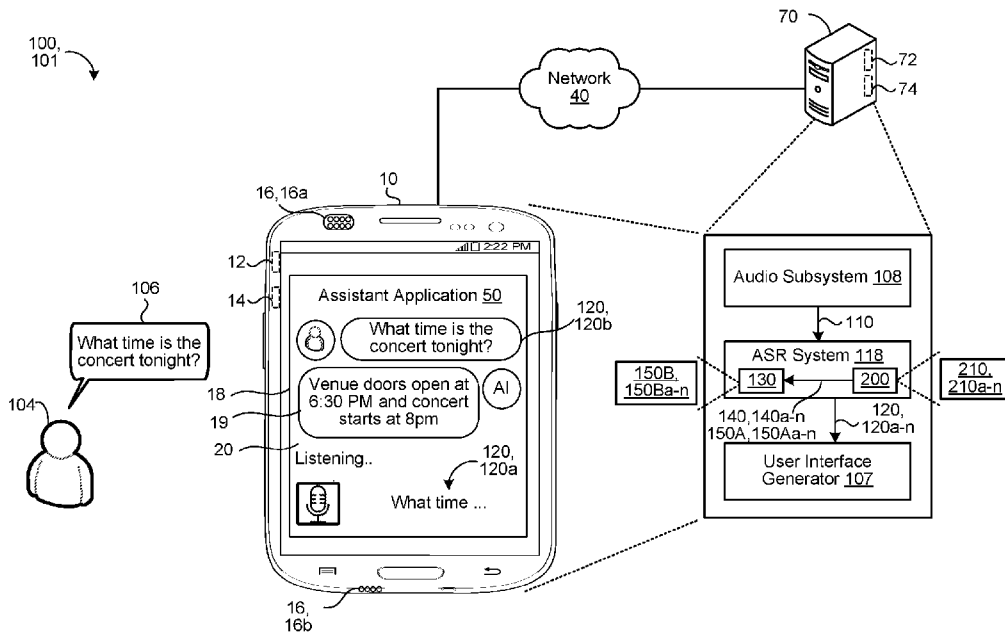 100,
101
70
72
74
Network
40
10
16, 16a
2:22 PM
12
14
106
What time is the
concert tonight?
104
Assistant Application 50
What time is the
concert tonight?
120,
120b
Venue doors open at
6:30 PM and concert
starts at 8pm
AI
18
19
20
Listening..
120,
120a
What time ...
16,
16b
Audio Subsystem 108
110
ASR System 118
130
200
150B,
150Ba-n
210,
210a-n
140, 140a-n
150A, 150Aa-n
120,
120a-n
User Interface
Generator 107